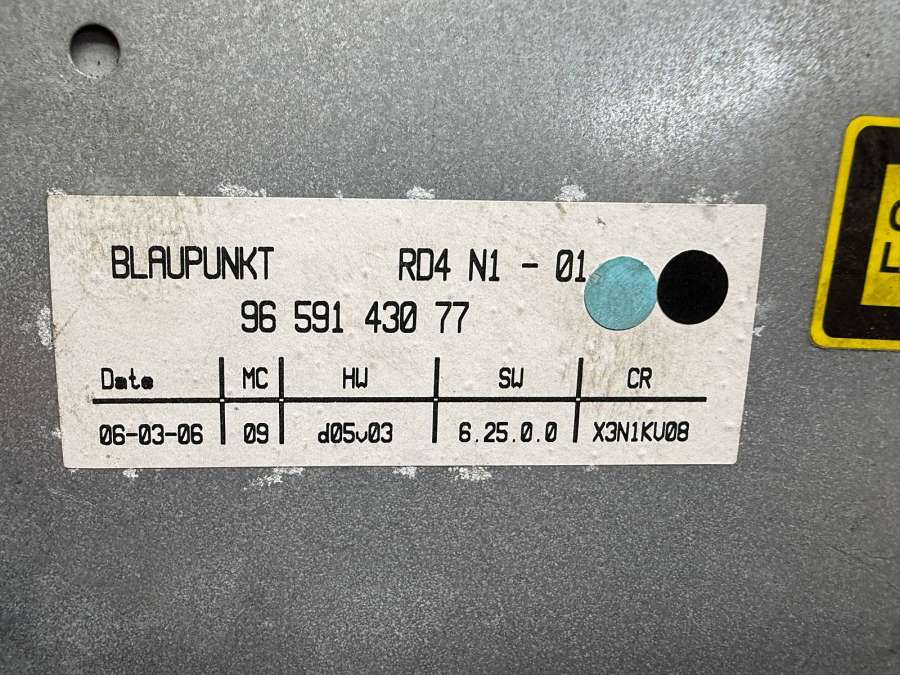 BLAUPUNKT RD4 N1 - 01
96 591 430 77
Date MC HW SW CR
06-03-06 09 d05v03 6.25.0.0 X3N1KV08